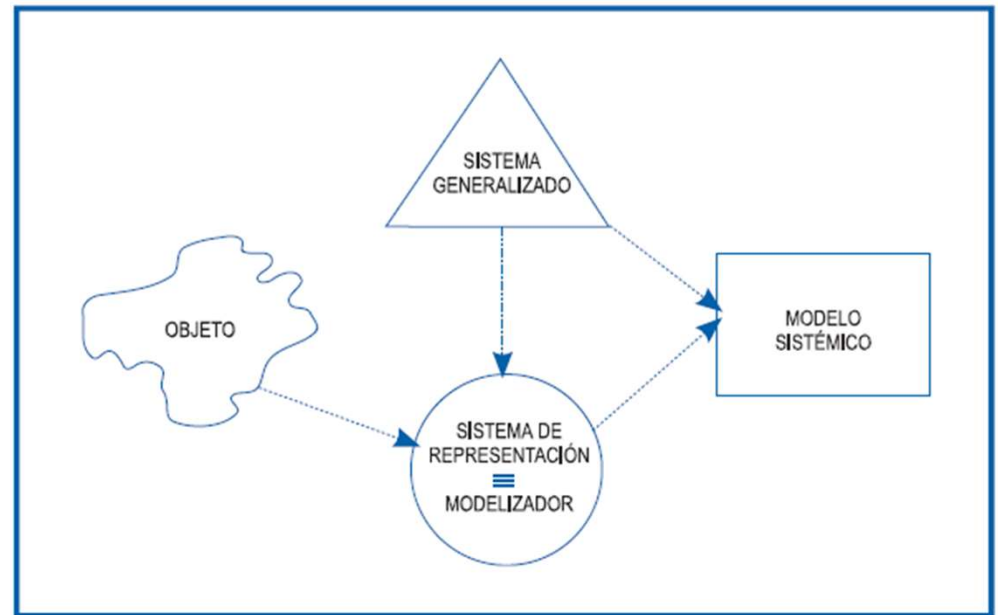 SISTEMA
GENERALIZADO
OBJETO
MODELO
SISTÉMICO
SISTEMA DE
REPRESENTACIÓN
≡
MODELIZADOR